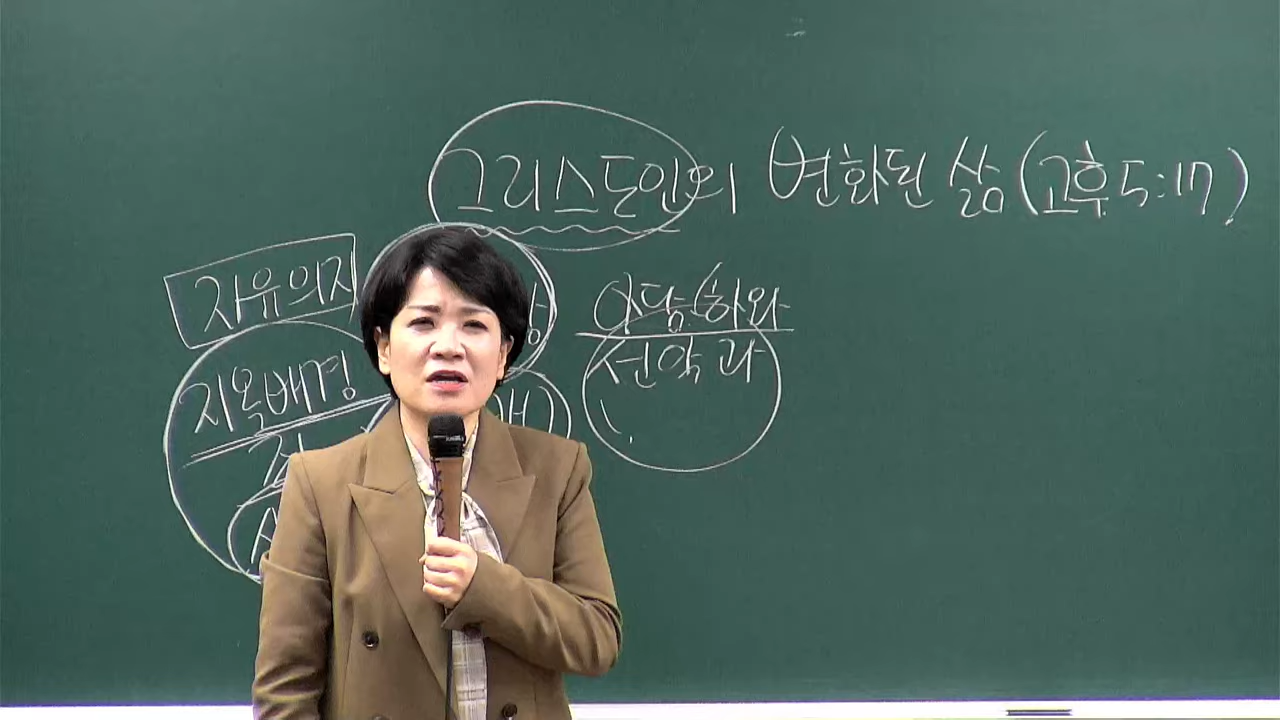 그리스도인의 변화된 삶 (고후 5:17)
자유의지
아담, 하와
선악과
지옥배경